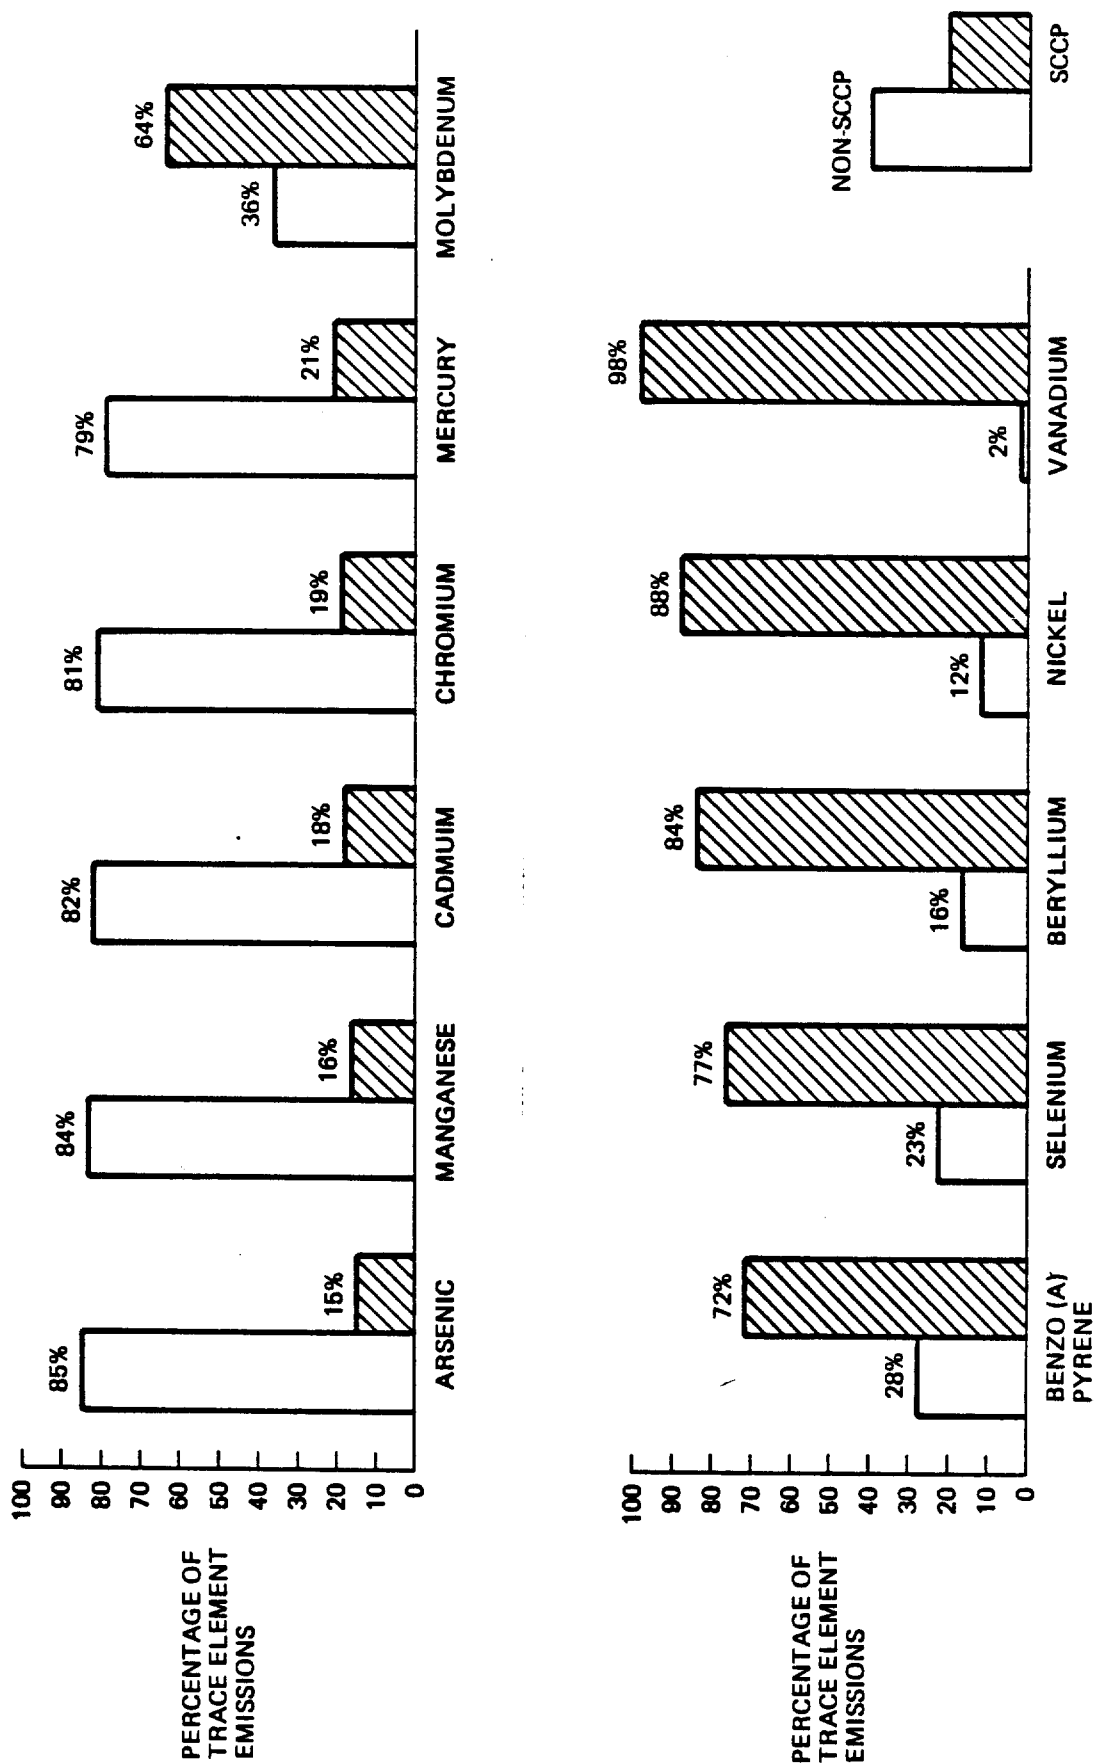 PERCENTAGE OF
TRACE ELEMENT
EMISSIONS
100
90
80
70
60
50
40
30
20
10
0
85%
15%
ARSENIC
84%
16%
MANGANESE
82%
18%
CADMUIM
81%
19%
CHROMIUM
79%
21%
MERCURY
36%
64%
MOLYBDENUM
PERCENTAGE OF
TRACE ELEMENT
EMISSIONS
100
90
80
70
60
50
40
30
20
10
0
28%
72%
BENZO (A)
PYRENE
23%
77%
SELENIUM
16%
84%
BERYLLIUM
12%
88%
NICKEL
2%
98%
VANADIUM
NON-SCCP
SCCP